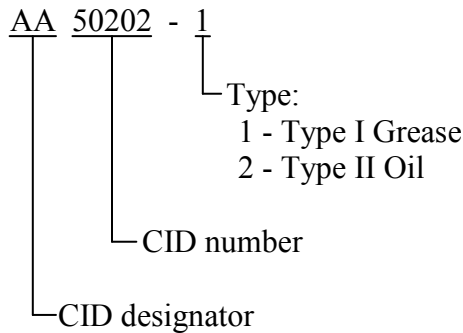 AA 50202 - 1
Type:
1 - Type I Grease
2 - Type II Oil
CID number
CID designator